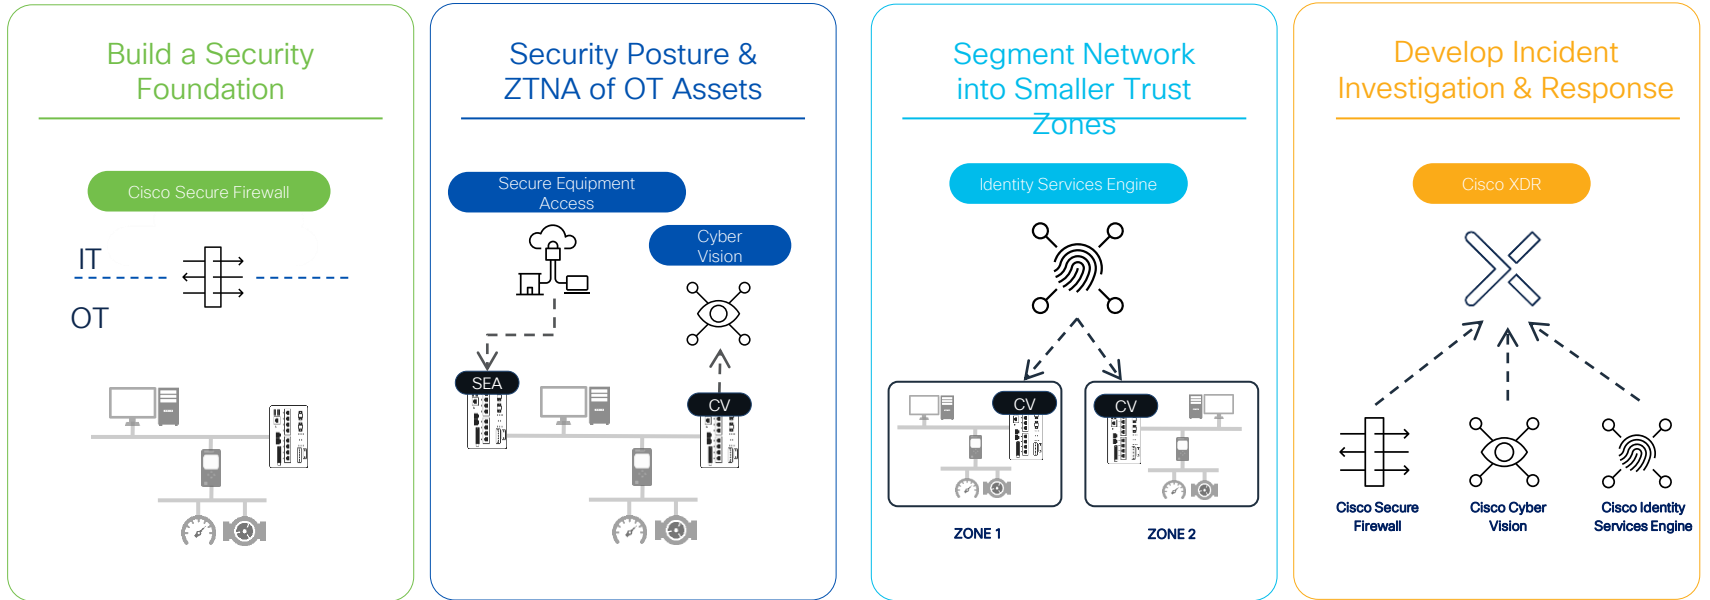 Build a Security
Foundation
Cisco Secure Firewall
IT
OT
Security Posture &
ZTNA of OT Assets
Secure Equipment
Access
Cyber
Vision
SEA
CV
Segment Network
into Smaller Trust
Zones
Identity Services Engine
CV
CV
ZONE 1
ZONE 2
Develop Incident
Investigation & Response
Cisco XDR
Cisco Secure
Firewall
Cisco Cyber
Vision
Cisco Identity
Services Engine